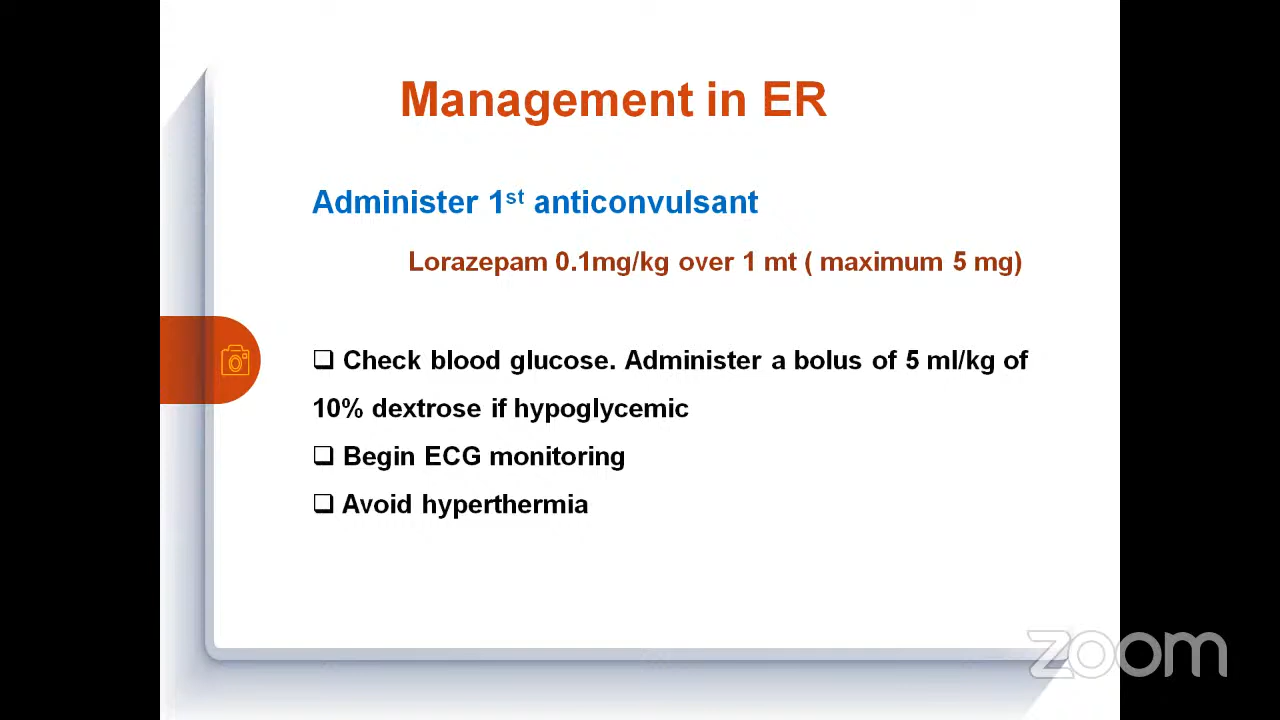 Management in ER
Administer 1st anticonvulsant
Lorazepam 0.1mg/kg over 1 mt ( maximum 5 mg)
❑ Check blood glucose. Administer a bolus of 5 ml/kg of
10% dextrose if hypoglycemic
❑ Begin ECG monitoring
❑ Avoid hyperthermia
zoom